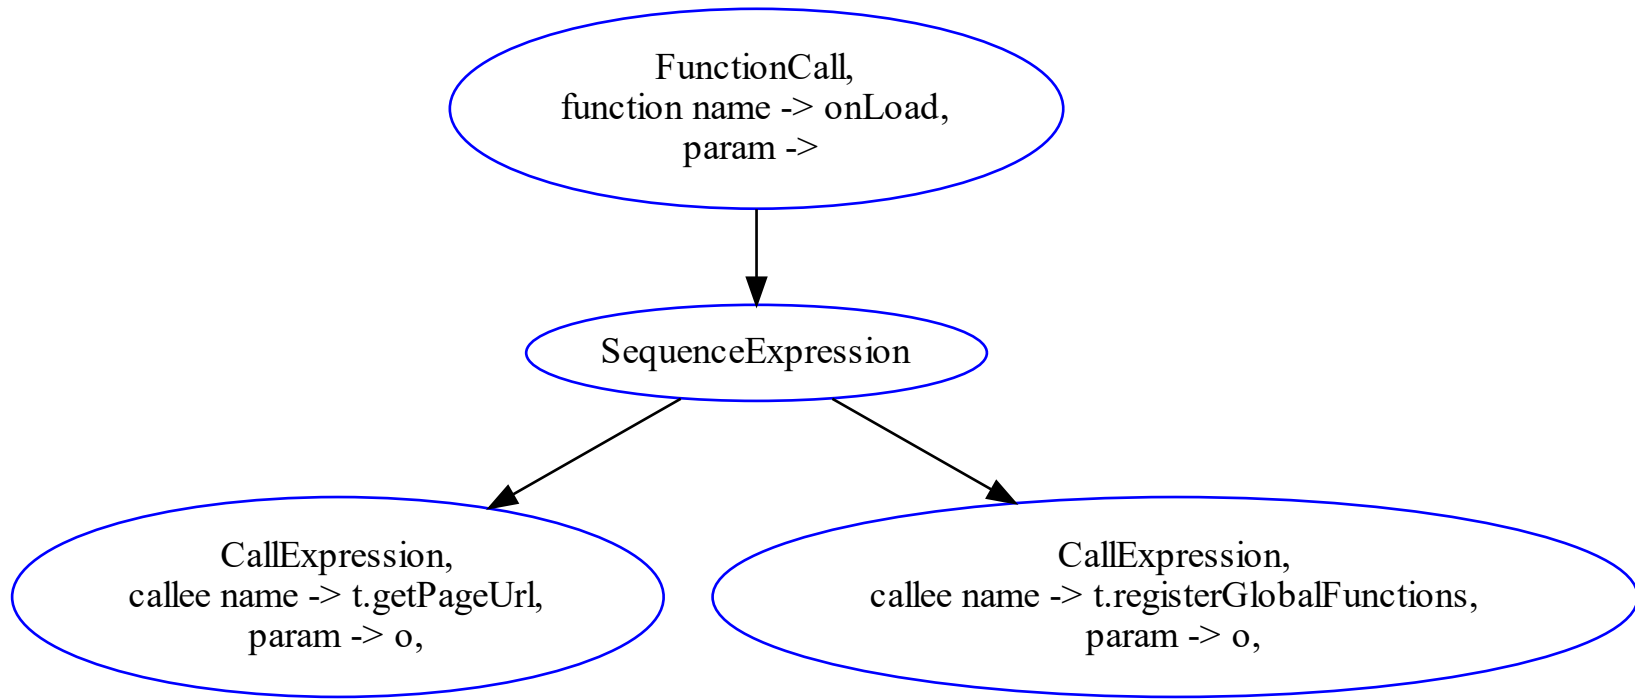 FunctionCall,
function name -> onLoad,
param ->
SequenceExpression
CallExpression,
callee name -> t.getPageUrl,
param -> o,
CallExpression,
callee name -> t.registerGlobalFunctions,
param -> o,